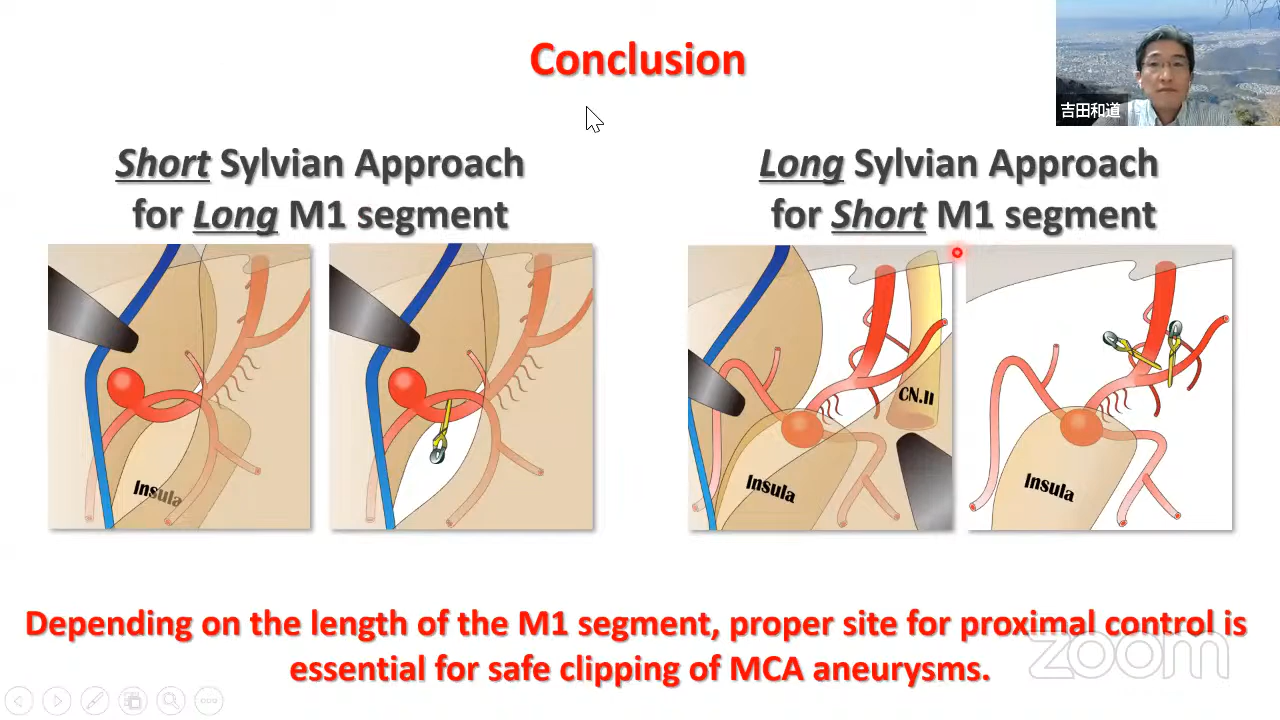 Conclusion
吉田和道
Short Sylvian Approach
for Long M1 segment
Long Sylvian Approach
for Short M1 segment
Insula
Insula
CN.II
Insula
Depending on the length of the M1 segment, proper site for proximal control is
essential for safe clipping of MCA aneurysms.
zoom